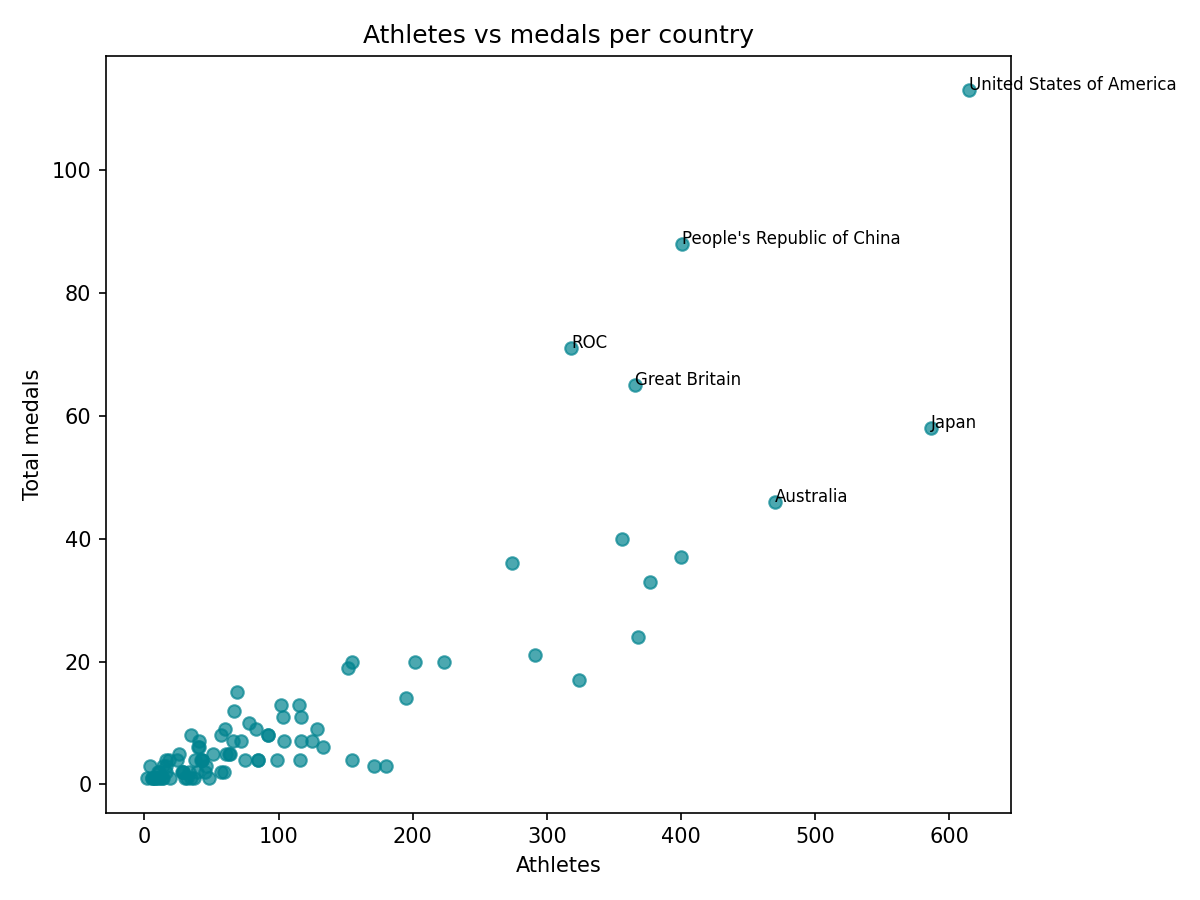 Athletes vs medals per country
United States of America
100
People's Republic of China
80
ROC
Great Britain
60
Japan
Australia
40
20
0
Total medals
0 100 200 300 400 500 600
Athletes